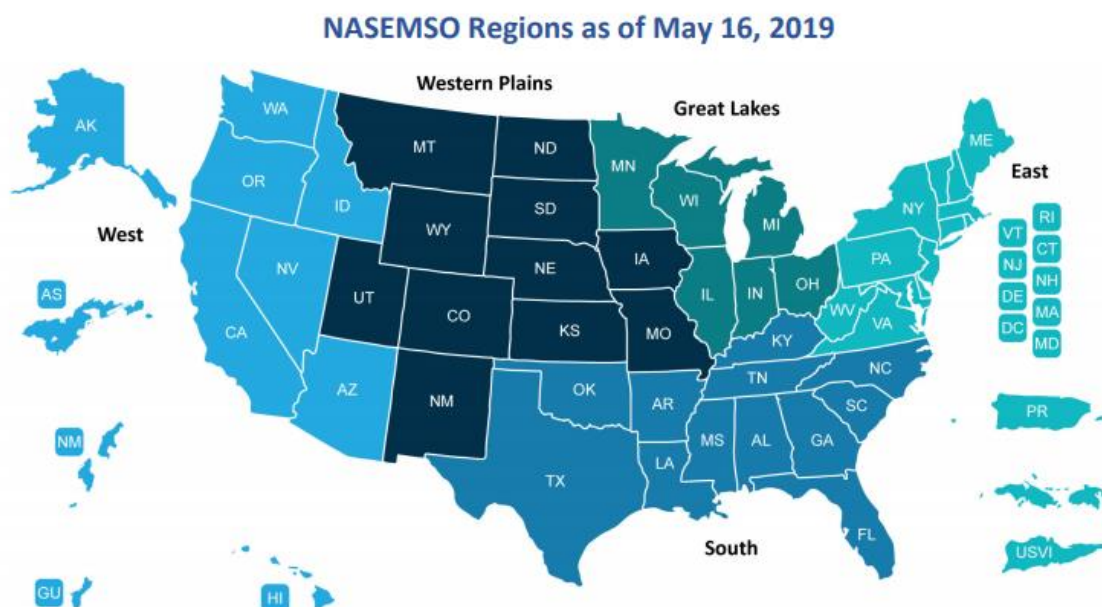 NASEMSO Regions as of May 16, 2019
Western Plains
Great Lakes
AK
WA
MT
ND
MN
ME
OR
ID
SD
WI
MI
NY
East
West
WY
VT
RI
CT
NV
NE
IA
PA
NJ
NH
AS
UT
CO
IL
IN
OH
DE
MA
CA
KS
MO
WV
VA
DC
MD
KY
AZ
NM
OK
AR
TN
NC
SC
PR
NM
TX
LA
MS
AL
GA
South
FL
USVI
GU
HI